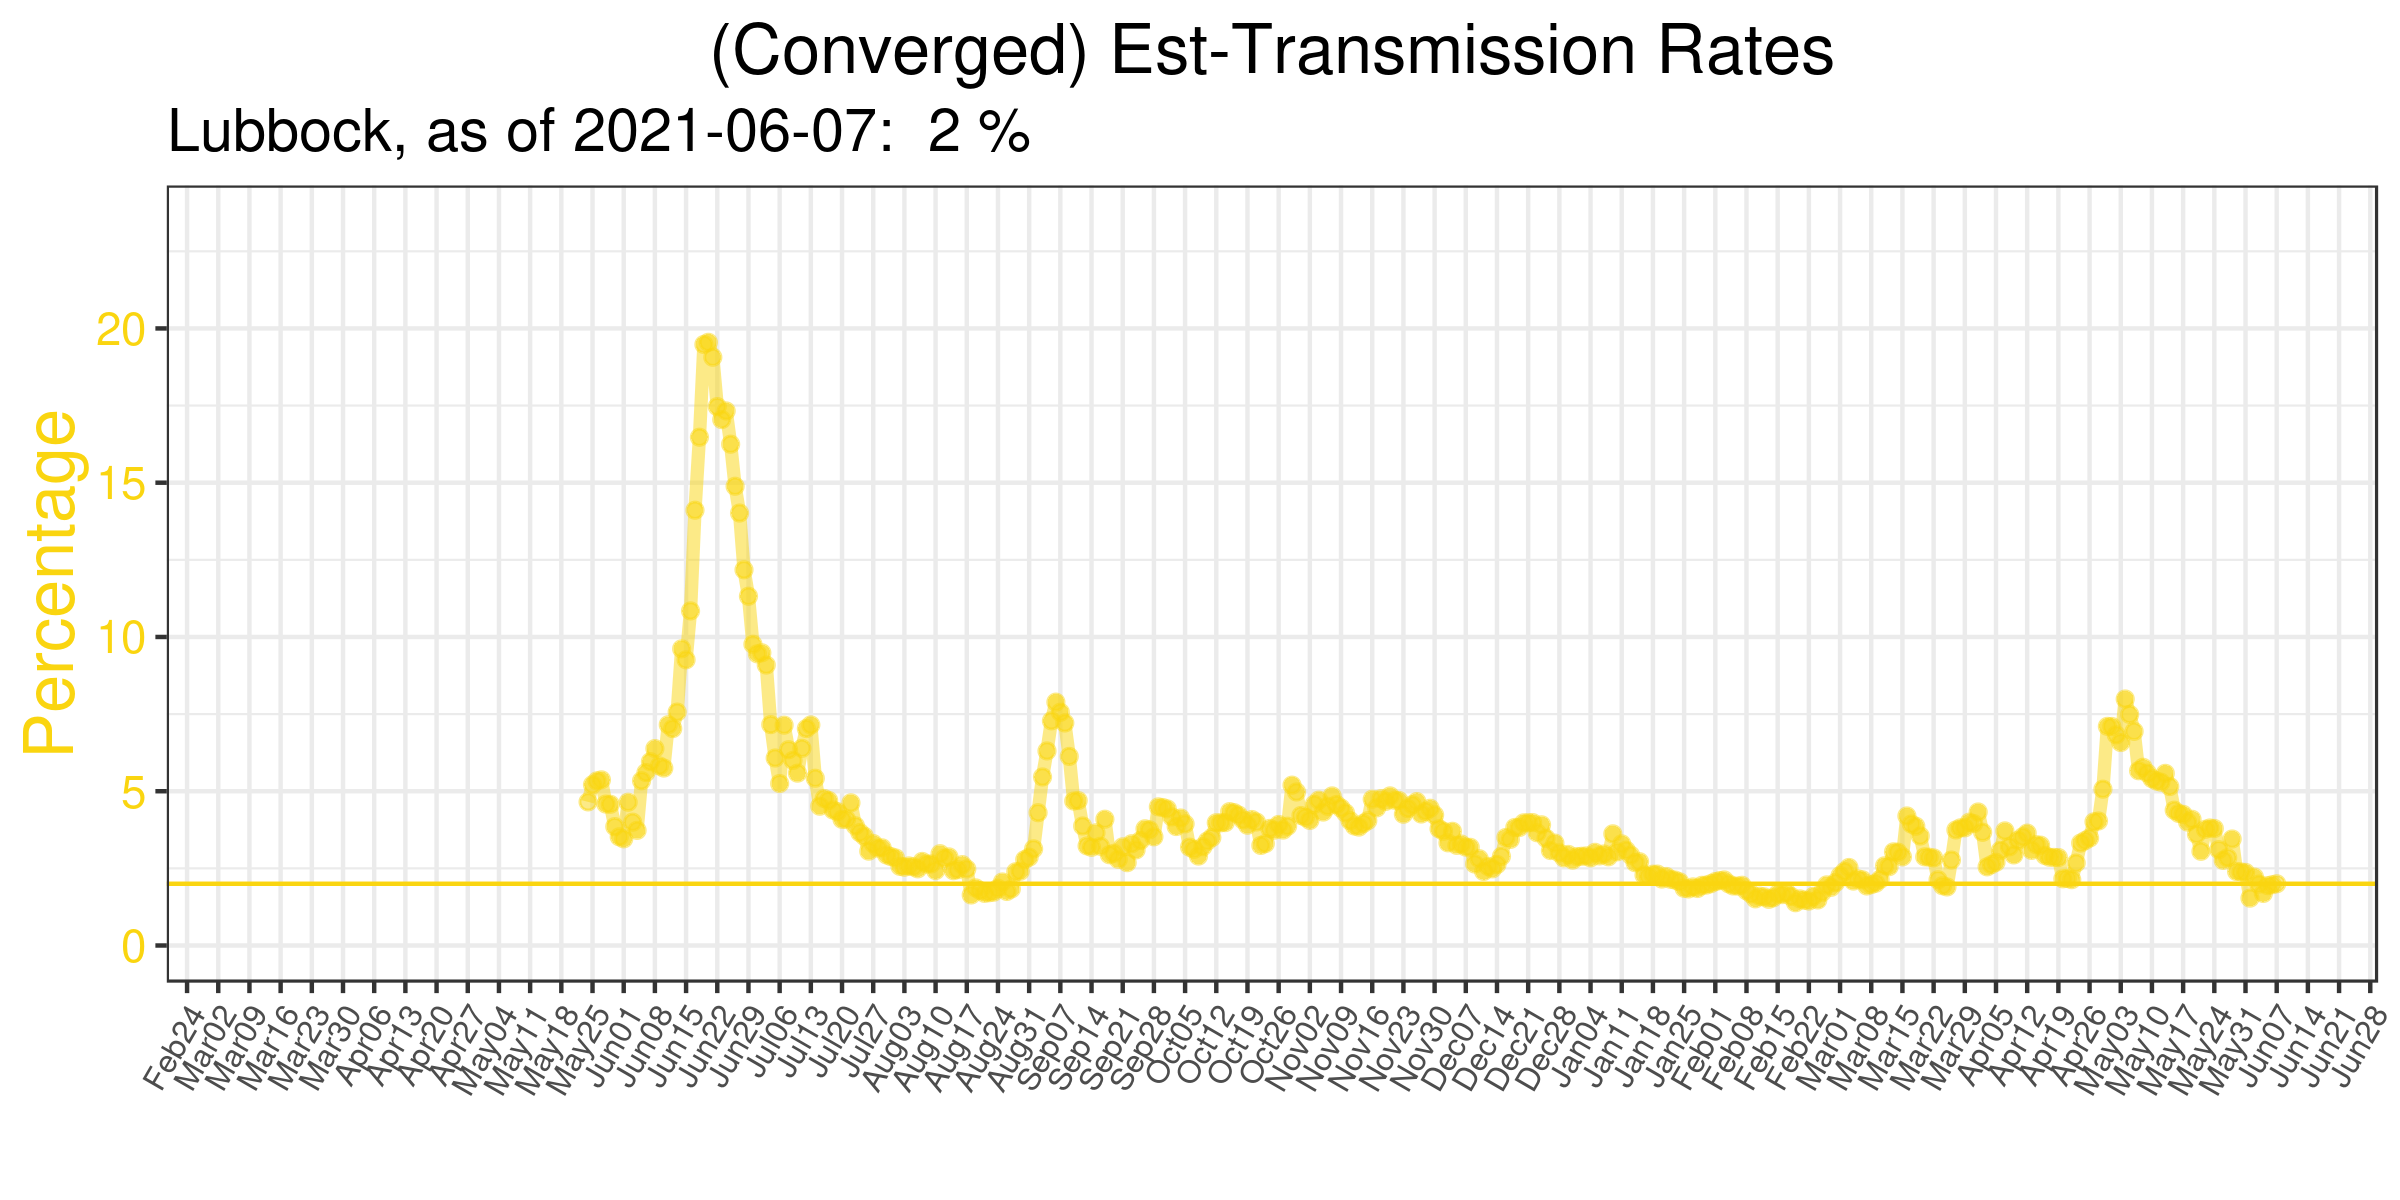 (Converged) Est-Transmission Rates
Lubbock, as of 2021-06-07:  2 %
Percentage
20
15
10
5
0
Feb24
Mar02
Mar09
Mar16
Mar23
Mar30
Apr06
Apr13
Apr20
Apr27
May04
May11
May18
May25
Jun01
Jun08
Jun15
Jun22
Jun29
Jul06
Jul13
Jul20
Jul27
Aug03
Aug10
Aug17
Aug24
Aug31
Sep07
Sep14
Sep21
Sep28
Oct05
Oct12
Oct19
Oct26
Nov02
Nov09
Nov16
Nov23
Nov30
Dec07
Dec14
Dec21
Dec28
Jan04
Jan11
Jan18
Jan25
Feb01
Feb08
Feb15
Feb22
Mar01
Mar08
Mar15
Mar22
Mar29
Apr05
Apr12
Apr19
Apr26
May03
May10
May17
May24
May31
Jun07
Jun14
Jun21
Jun28